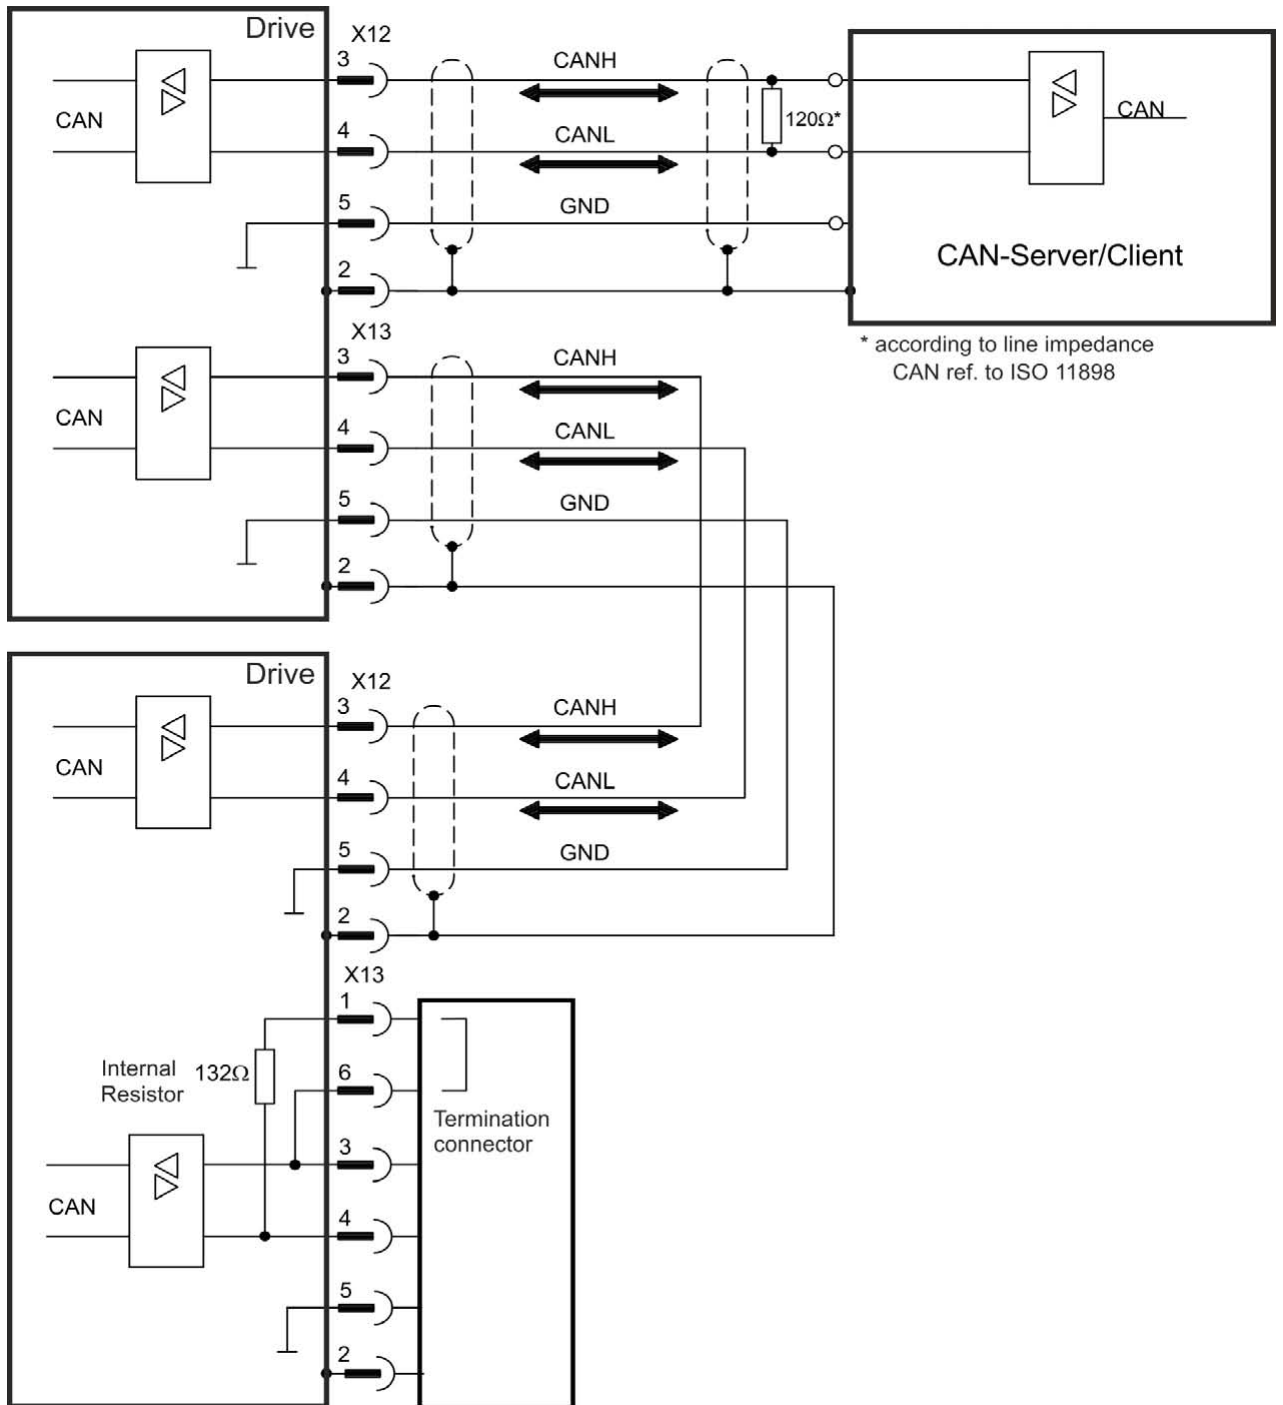 Drive
X12
3
CANH
CAN
4
CANL
120Ω*
CAN
5
GND
CAN-Server/Client
2
* according to line impedance
CAN ref. to ISO 11898
X13
3
CANH
CAN
4
CANL
5
GND
2
Drive
X12
3
CANH
CAN
4
CANL
5
GND
2
X13
1
Internal
Resistor
132Ω
6
Termination
connector
3
CAN
4
5
2